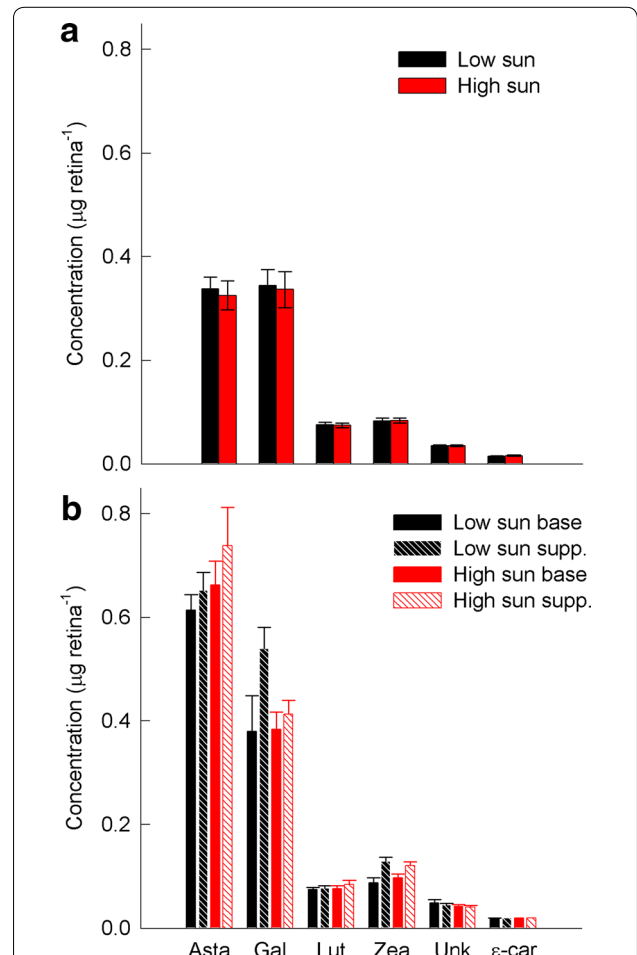 a
Low sun
High sun
Concentration (μg retina⁻¹)
0.8
0.6
0.4
0.2
0.0
b
Low sun base
Low sun supp.
High sun base
High sun supp.
Concentration (μg retina⁻¹)
0.8
0.6
0.4
0.2
0.0
Asta Gal Lut Zea Unk ε-car